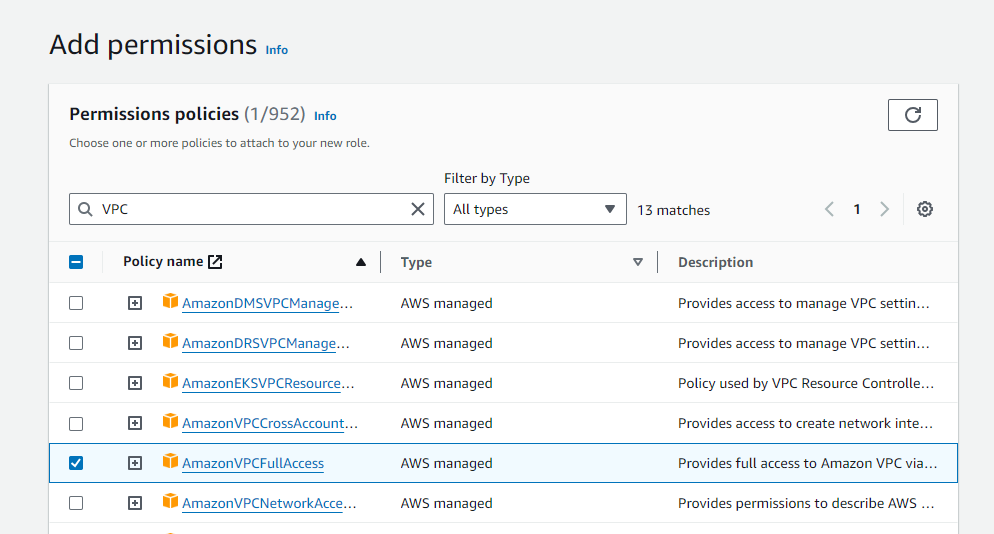 Add permissions Info
Permissions policies (1/952) Info
Choose one or more policies to attach to your new role.
Filter by Type
VPC All types 13 matches 1
Policy name Type Description
AmazonDMSVPCManage... AWS managed Provides access to manage VPC settin...
AmazonDRSVPCManage... AWS managed Provides access to manage VPC settin...
AmazonEKSVPCResource... AWS managed Policy used by VPC Resource Controlle...
AmazonVPCCrossAccount... AWS managed Provides access to create network inte...
AmazonVPCFullAccess AWS managed Provides full access to Amazon VPC via...
AmazonVPCNetworkAcce... AWS managed Provides permissions to describe AWS ...